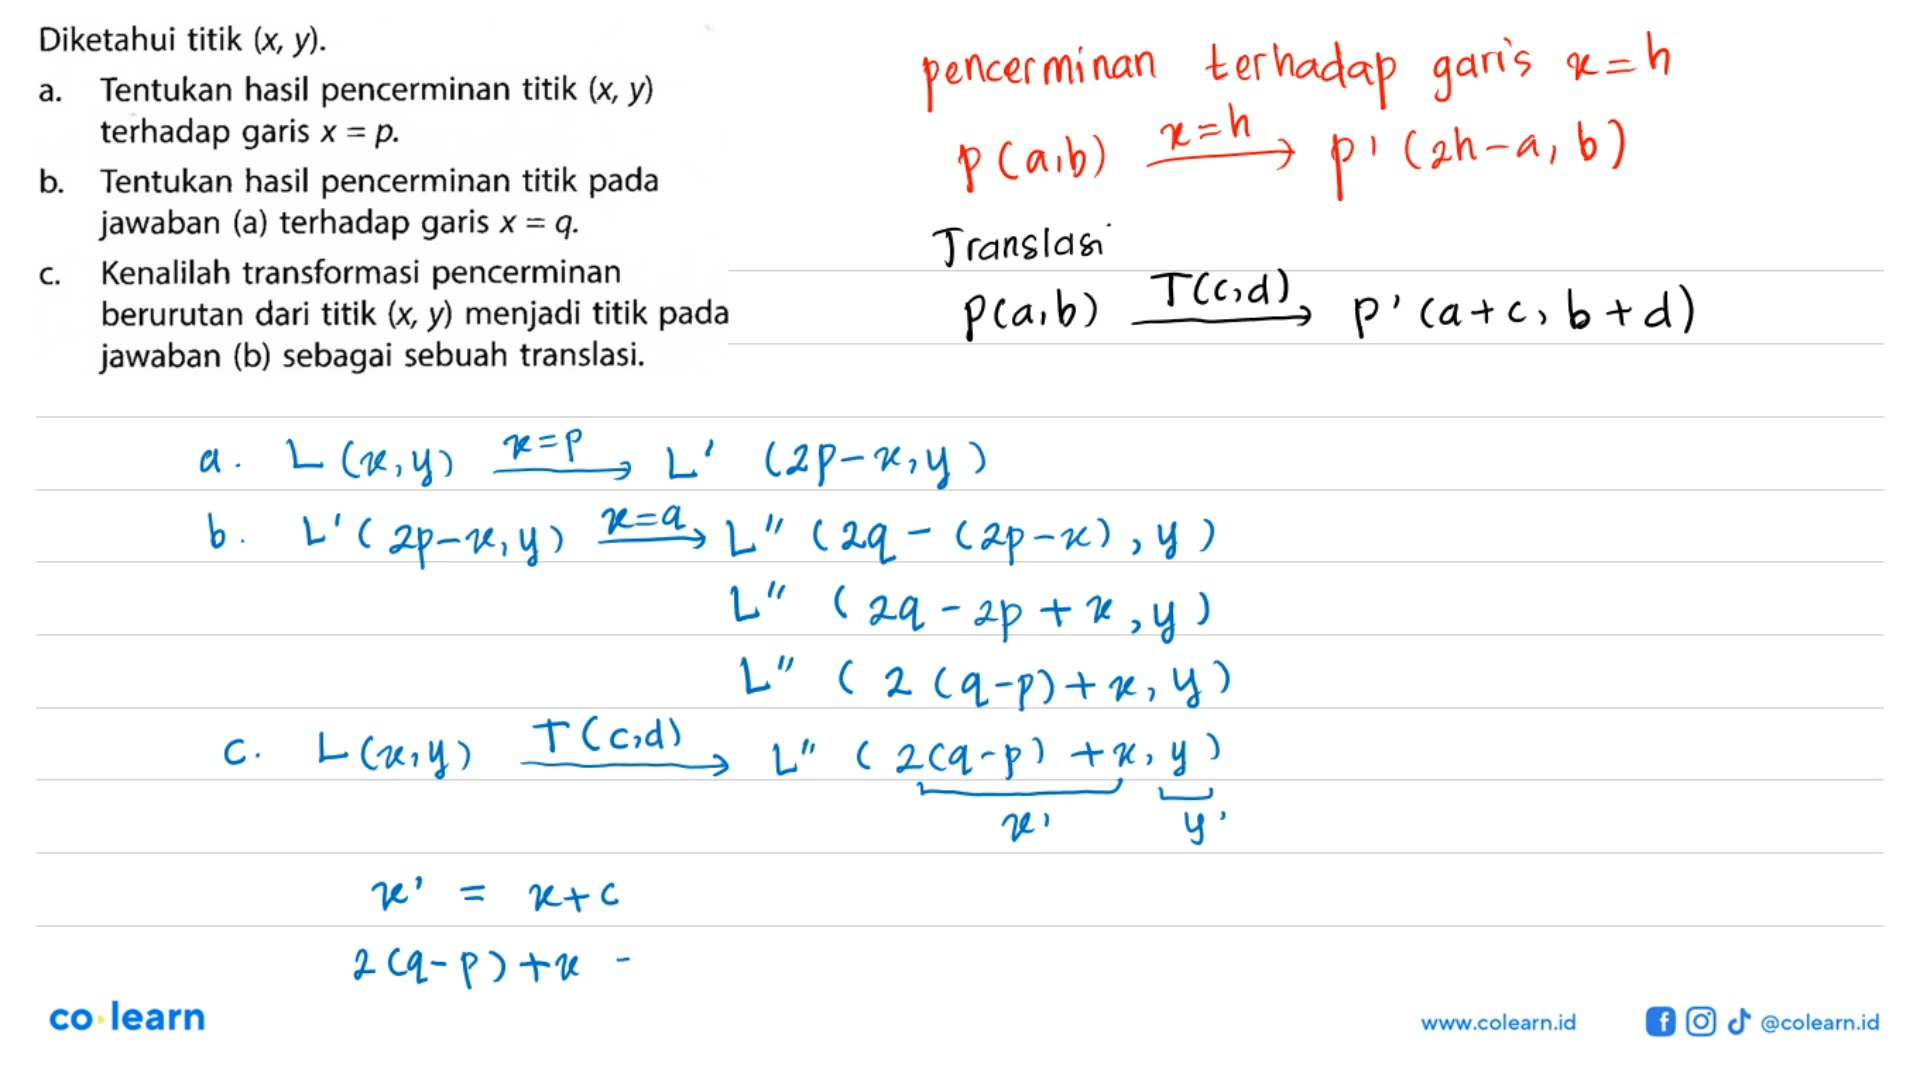 Diketahui titik (x, y).
a. Tentukan hasil pencerminan titik (x, y)
terhadap garis x = p.
b. Tentukan hasil pencerminan titik pada
jawaban (a) terhadap garis x = q.
c. Kenalilah transformasi pencerminan
berurutan dari titik (x, y) menjadi titik pada
jawaban (b) sebagai sebuah translasi.
pencerminan terhadap garis x=h
p(a,b) x=h → p' (2h-a, b)
Translasi
p(a,b) T(c,d) → p' (a+c, b+d)
a. L (x,y) x=p → L' (2p-x,y)
b. L' (2p-x,y) x=q → L" (2q - (2p-x), y)
L" (2q - 2p + x, y)
L" (2 (q-p) + x, y)
c. L(x,y) T(c,d) → L" (2(q-p) + x, y)
x' y'
x' = x+c
2(q-p)+x -
co learn
www.colearn.id @colearn.id